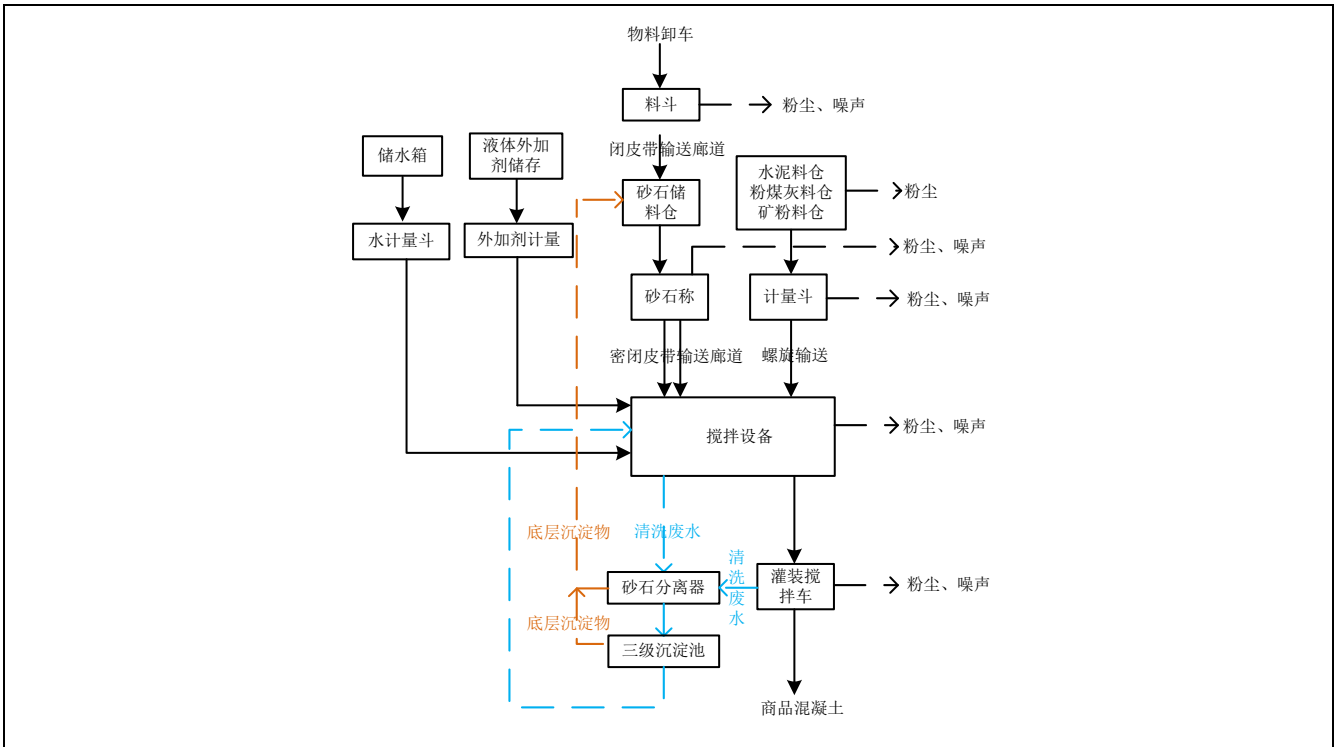 物料卸车
料斗
粉尘、噪声
储水箱
液体外加
剂储存
闭皮带输送廊道
砂石储
料仓
水泥料仓
粉煤灰料仓
矿粉料仓
粉尘
水计量斗
外加剂计量
粉尘、噪声
砂石称
计量斗
粉尘、噪声
密闭皮带输送廊道
螺旋输送
搅拌设备
粉尘、噪声
底层沉淀物
清洗废水
清
洗
废
水
砂石分离器
灌装搅
拌车
粉尘、噪声
底层沉淀物
三级沉淀池
商品混凝土